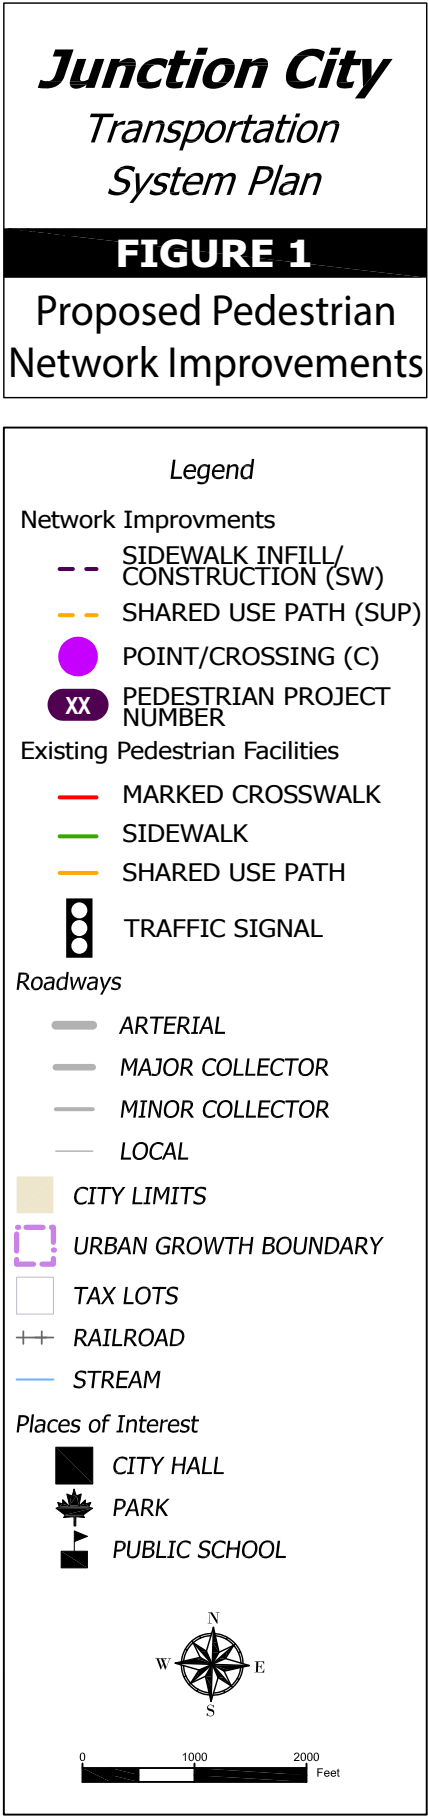 Junction City
Transportation
System Plan
FIGURE 1
Proposed Pedestrian
Network Improvements
Legend
Network Improvments
SIDEWALK INFILL/
CONSTRUCTION (SW)
SHARED USE PATH (SUP)
POINT/CROSSING (C)
XX PEDESTRIAN PROJECT
NUMBER
Existing Pedestrian Facilities
MARKED CROSSWALK
SIDEWALK
SHARED USE PATH
TRAFFIC SIGNAL
Roadways
ARTERIAL
MAJOR COLLECTOR
MINOR COLLECTOR
LOCAL
CITY LIMITS
URBAN GROWTH BOUNDARY
TAX LOTS
RAILROAD
STREAM
Places of Interest
CITY HALL
PARK
PUBLIC SCHOOL
N
W E
S
0 1000 2000
Feet